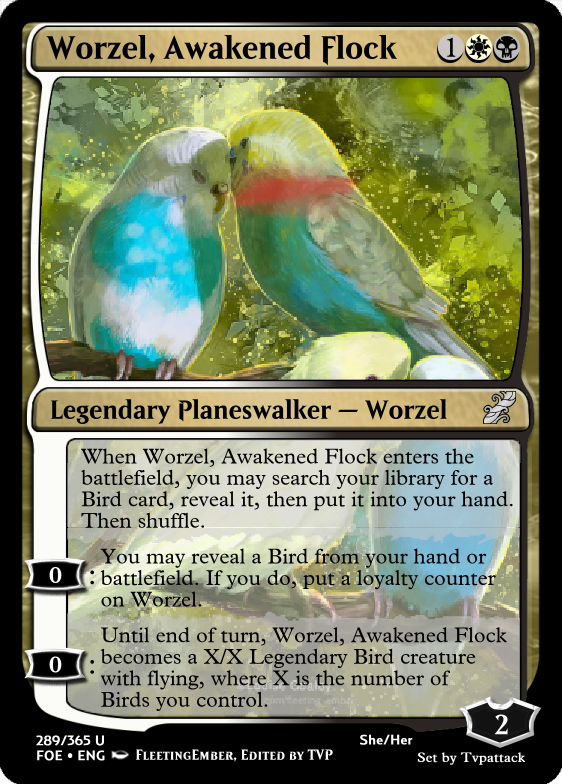 Worzel, Awakened Flock 1
Legendary Planeswalker — Worzel
When Worzel, Awakened Flock enters the
battlefield, you may search your library for a
Bird card, reveal it, then put it into your hand.
Then shuffle.
0 : You may reveal a Bird from your hand or
battlefield. If you do, put a loyalty counter
on Worzel.
0 : Until end of turn, Worzel, Awakened Flock
becomes a X/X Legendary Bird creature
with flying, where X is the number of
Birds you control.
2
289/365 U
She/Her
FOE • ENG FleetingEmber, Edited by TVP
Set by Tvpattack